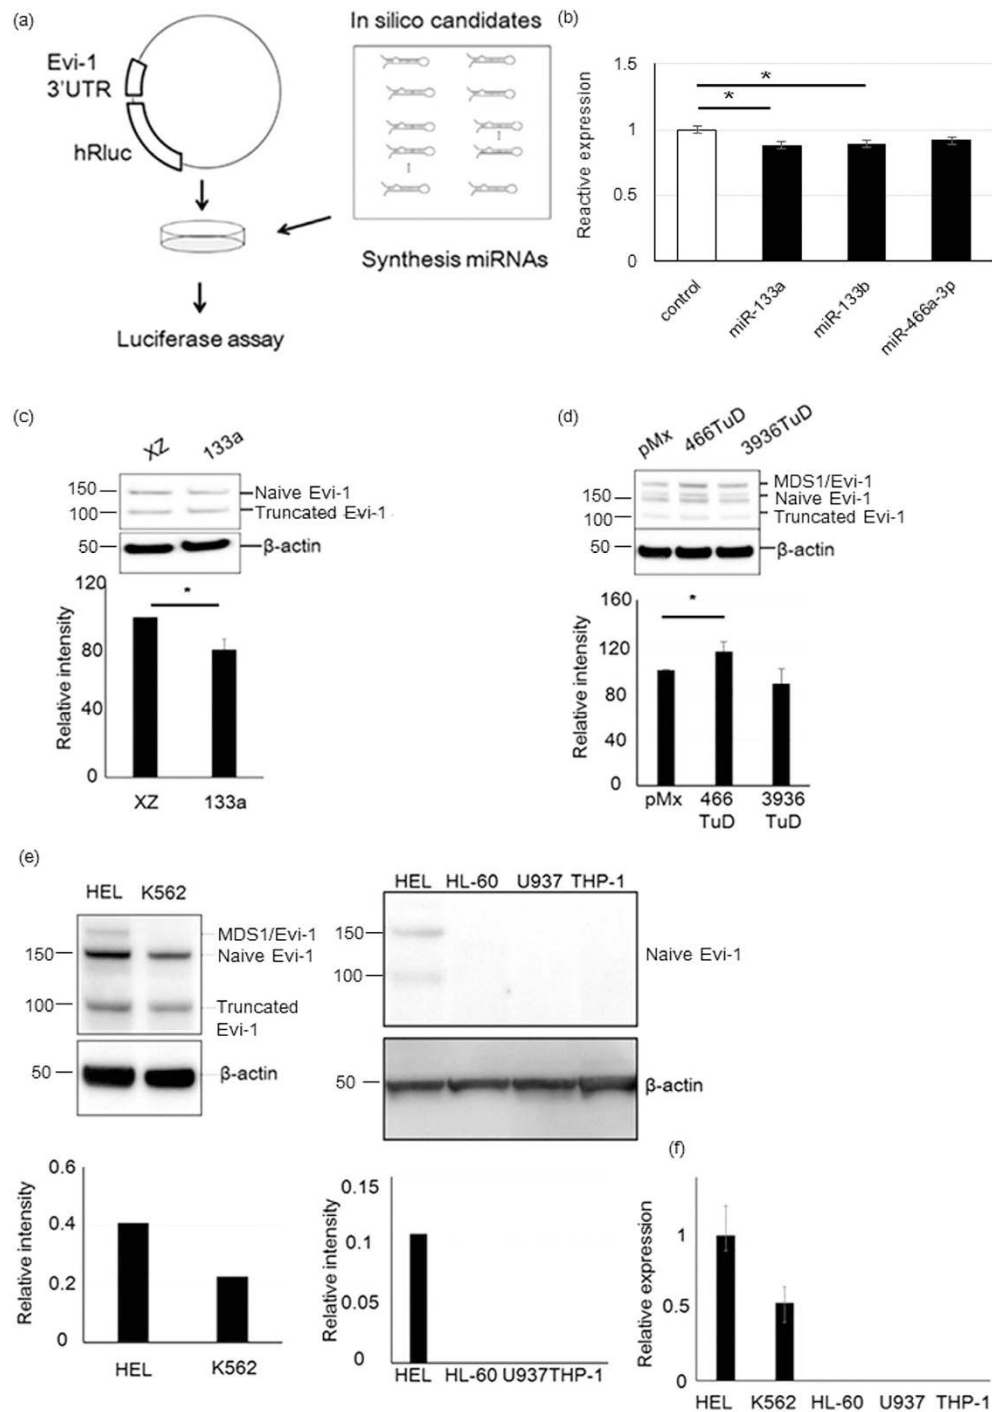 (a)
In silico candidates
Evi-1
3'UTR
hRluc
Synthesis miRNAs
Luciferase assay
(b)
Reactive expression
1.5
1
0.5
0
*
*
control
miR-133a
miR-133b
miR-466a-3p
(c)
XZ 133a
150
100
50
Naive Evi-1
Truncated Evi-1
β-actin
Relative intensity
120
80
40
0
*
XZ 133a
(d)
pMx 466TuD 3936TuD
150
100
50
MDS1/Evi-1
Naive Evi-1
Truncated Evi-1
β-actin
Relative intensity
160
120
80
40
0
*
pMx 466 3936
TuD TuD
(e)
HEL K562
150
100
50
MDS1/Evi-1
Naive Evi-1
Truncated
Evi-1
β-actin
HEL HL-60 U937 THP-1
150
100
50
Naive Evi-1
β-actin
Relative intensity
0.6
0.4
0.2
0
HEL K562
Relative intensity
0.15
0.1
0.05
0
HEL HL-60 U937 THP-1
(f)
Relative expression
1
0.5
0
HEL K562 HL-60 U937 THP-1